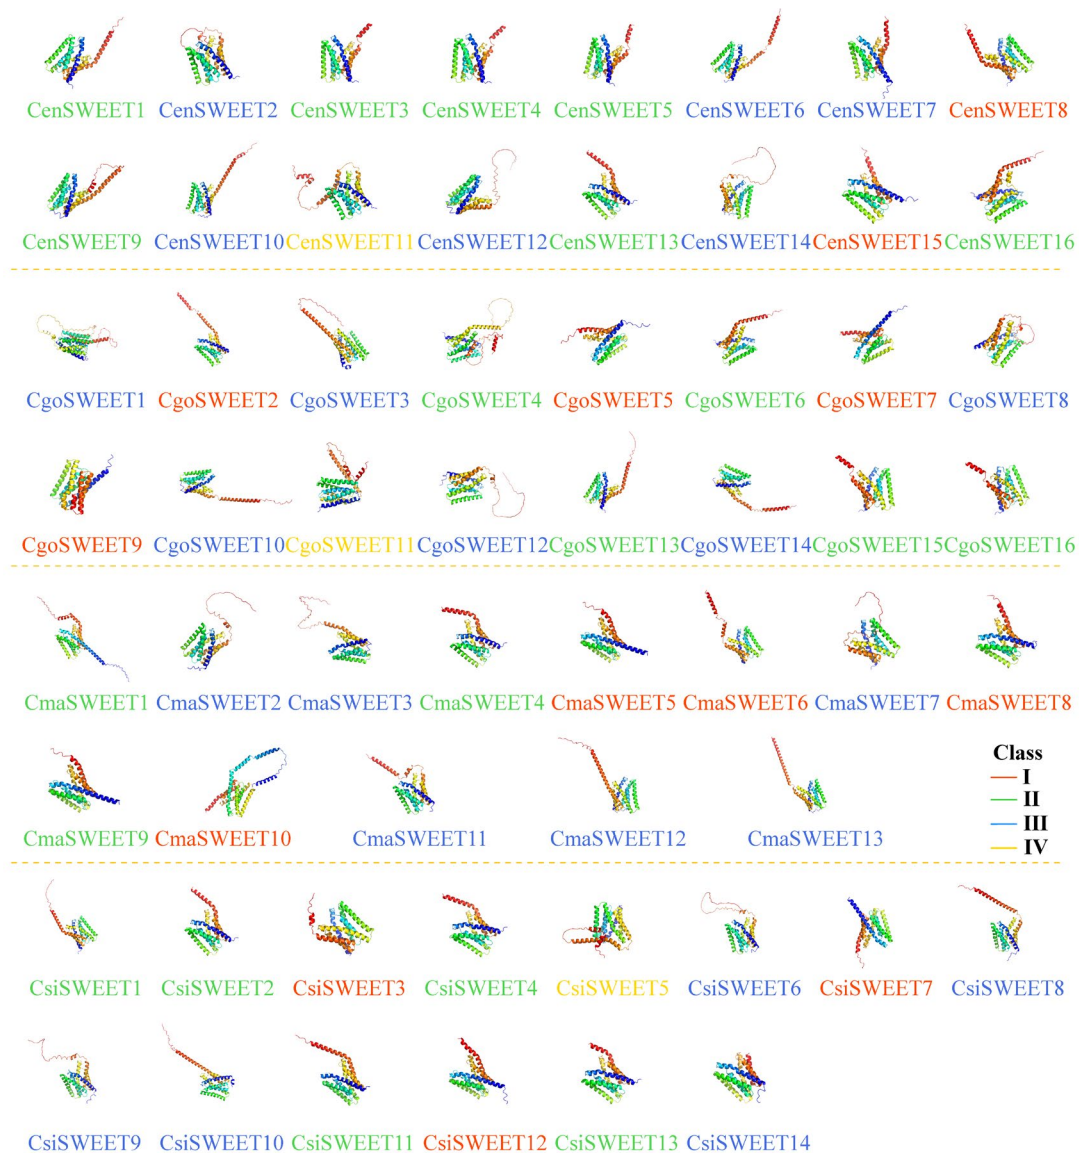 CenSWEET1 CenSWEET2 CenSWEET3 CenSWEET4 CenSWEET5 CenSWEET6 CenSWEET7 CenSWEET8
CenSWEET9 CenSWEET10 CenSWEET11 CenSWEET12 CenSWEET13 CenSWEET14 CenSWEET15 CenSWEET16
CgoSWEET1 CgoSWEET2 CgoSWEET3 CgoSWEET4 CgoSWEET5 CgoSWEET6 CgoSWEET7 CgoSWEET8
CgoSWEET9 CgoSWEET10 CgoSWEET11 CgoSWEET12 CgoSWEET13 CgoSWEET14 CgoSWEET15 CgoSWEET16
CmaSWEET1 CmaSWEET2 CmaSWEET3 CmaSWEET4 CmaSWEET5 CmaSWEET6 CmaSWEET7 CmaSWEET8
CmaSWEET9 CmaSWEET10 CmaSWEET11 CmaSWEET12 CmaSWEET13
Class
I
II
III
IV
CsiSWEET1 CsiSWEET2 CsiSWEET3 CsiSWEET4 CsiSWEET5 CsiSWEET6 CsiSWEET7 CsiSWEET8
CsiSWEET9 CsiSWEET10 CsiSWEET11 CsiSWEET12 CsiSWEET13 CsiSWEET14